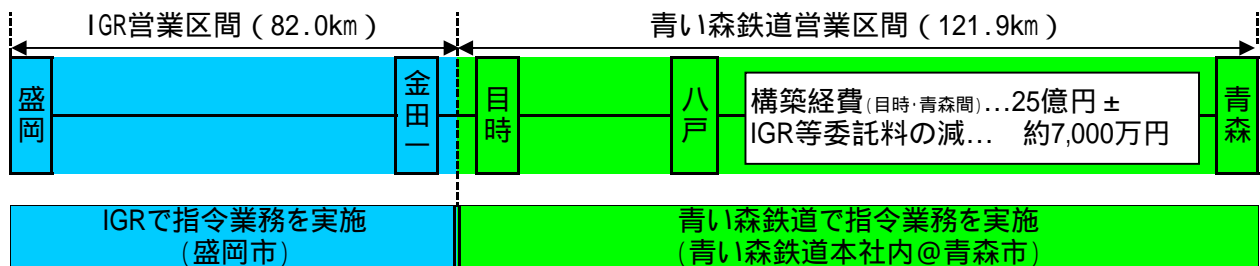 IGR営業区間（82.0km）
青い森鉄道営業区間（121.9km）
盛岡
金田一
目時
八戸
構築経費(目時･青森間)…25億円±
IGR等委託料の減… 約7,000万円
青森
IGRで指令業務を実施
(盛岡市)
青い森鉄道で指令業務を実施
(青い森鉄道本社内@青森市)